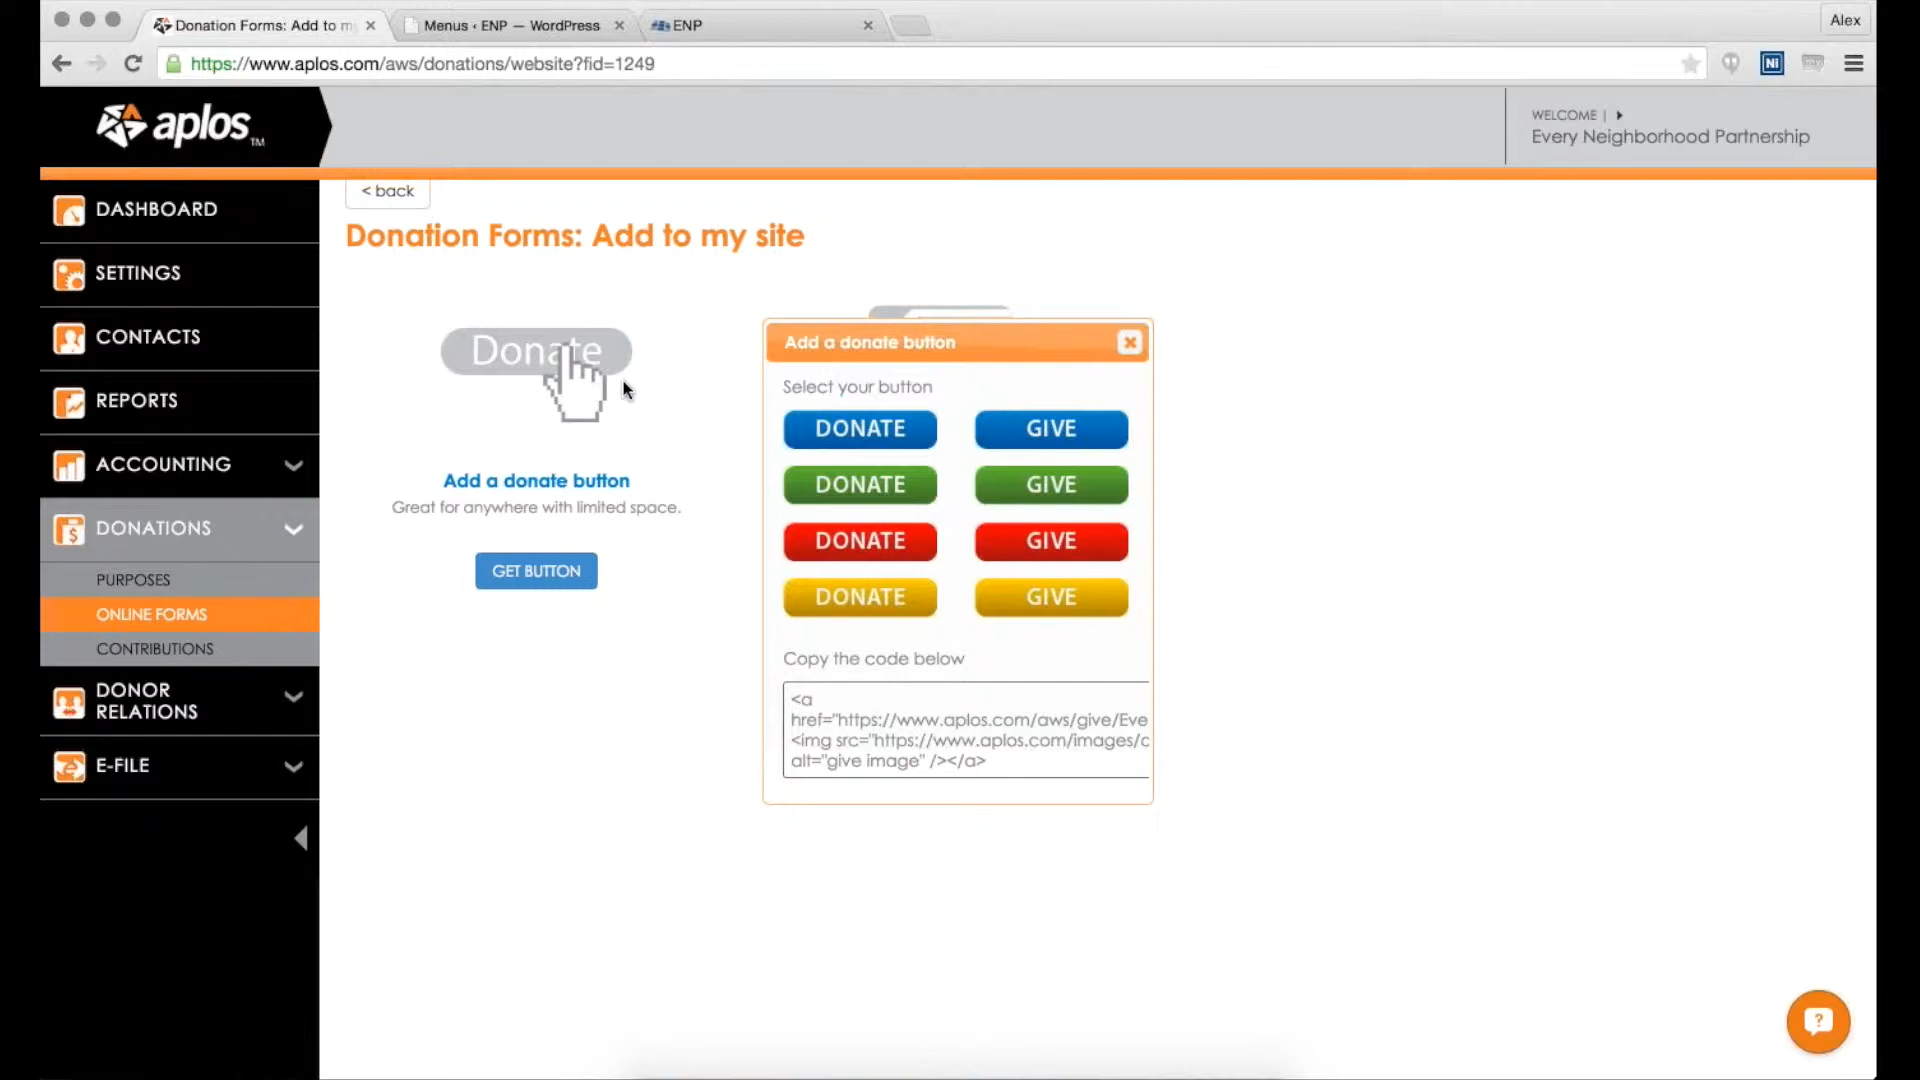 Donation Forms: Add to m
Menus ‹ ENP — WordPress
ENP
Alex
https://www.aplos.com/aws/donations/website?fid=1249
Ni
aplos™
WELCOME |
Every Neighborhood Partnership
DASHBOARD
SETTINGS
CONTACTS
REPORTS
ACCOUNTING
DONATIONS
PURPOSES
ONLINE FORMS
CONTRIBUTIONS
DONOR
RELATIONS
E-FILE
< back
Donation Forms: Add to my site
Donate
Add a donate button
Great for anywhere with limited space.
GET BUTTON
Add a donate button
Select your button
DONATE GIVE
DONATE GIVE
DONATE GIVE
DONATE GIVE
Copy the code below
<a
href="https://www.aplos.com/aws/give/Eve
<img src="https://www.aplos.com/images/c
alt="give image" /></a>